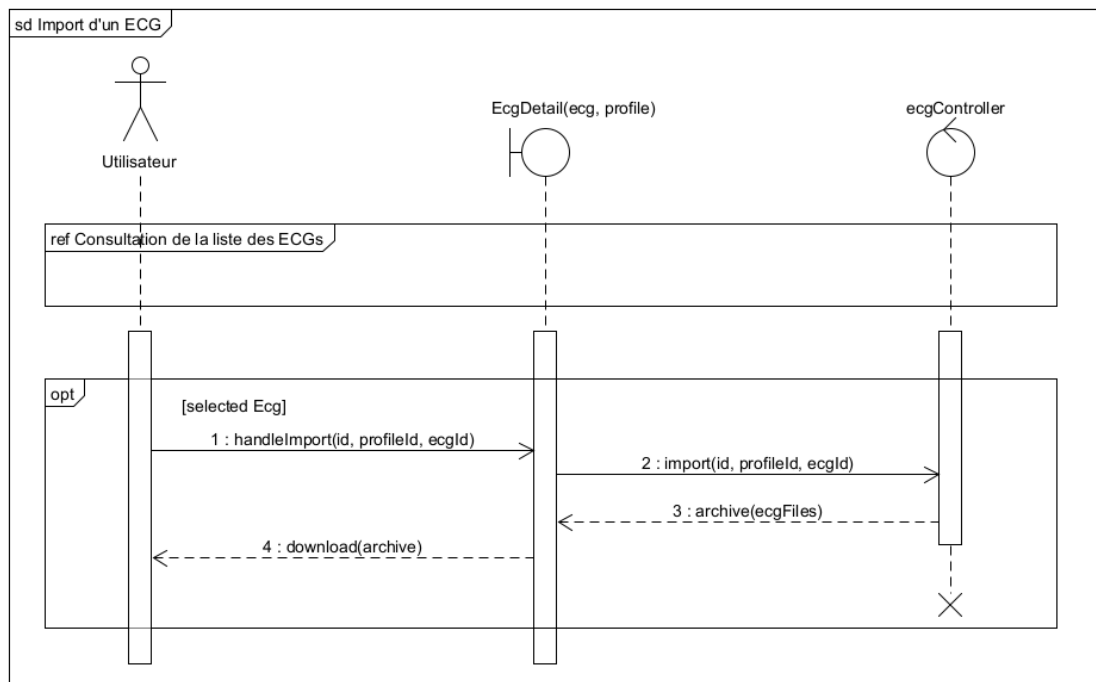 sd Import d'un ECG
EcgDetail(ecg, profile)
ecgController
Utilisateur
ref Consultation de la liste des ECGs
opt
[selected Ecg]
1 : handleImport(id, profileId, ecgId)
2 : import(id, profileId, ecgId)
3 : archive(ecgFiles)
4 : download(archive)